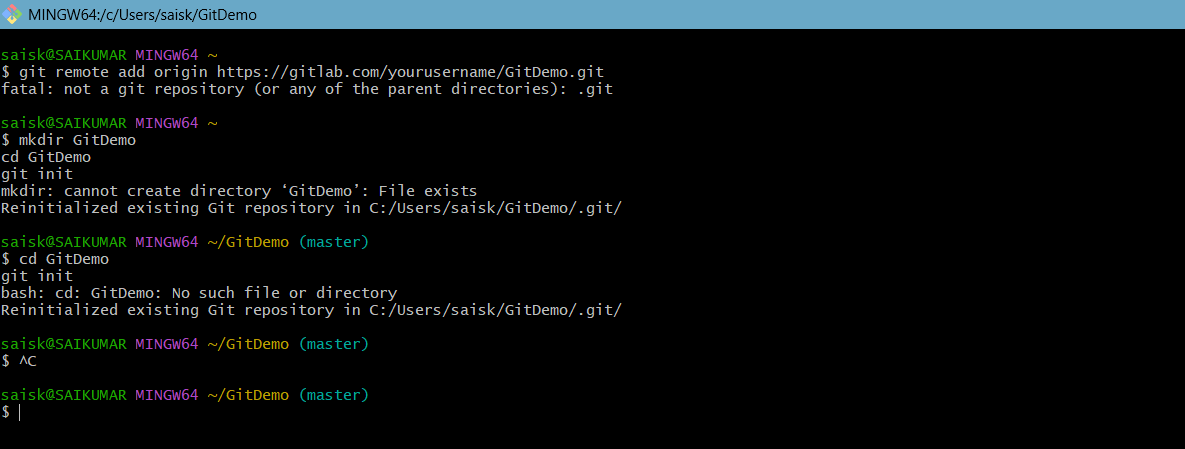 MINGW64:/c/Users/saisk/GitDemo
saisk@SAIKUMAR MINGW64 ~
$ git remote add origin https://gitlab.com/yourusername/GitDemo.git
fatal: not a git repository (or any of the parent directories): .git
saisk@SAIKUMAR MINGW64 ~
$ mkdir GitDemo
cd GitDemo
git init
mkdir: cannot create directory ‘GitDemo’: File exists
Reinitialized existing Git repository in C:/Users/saisk/GitDemo/.git/
saisk@SAIKUMAR MINGW64 ~/GitDemo (master)
$ cd GitDemo
git init
bash: cd: GitDemo: No such file or directory
Reinitialized existing Git repository in C:/Users/saisk/GitDemo/.git/
saisk@SAIKUMAR MINGW64 ~/GitDemo (master)
$ ^C
saisk@SAIKUMAR MINGW64 ~/GitDemo (master)
$